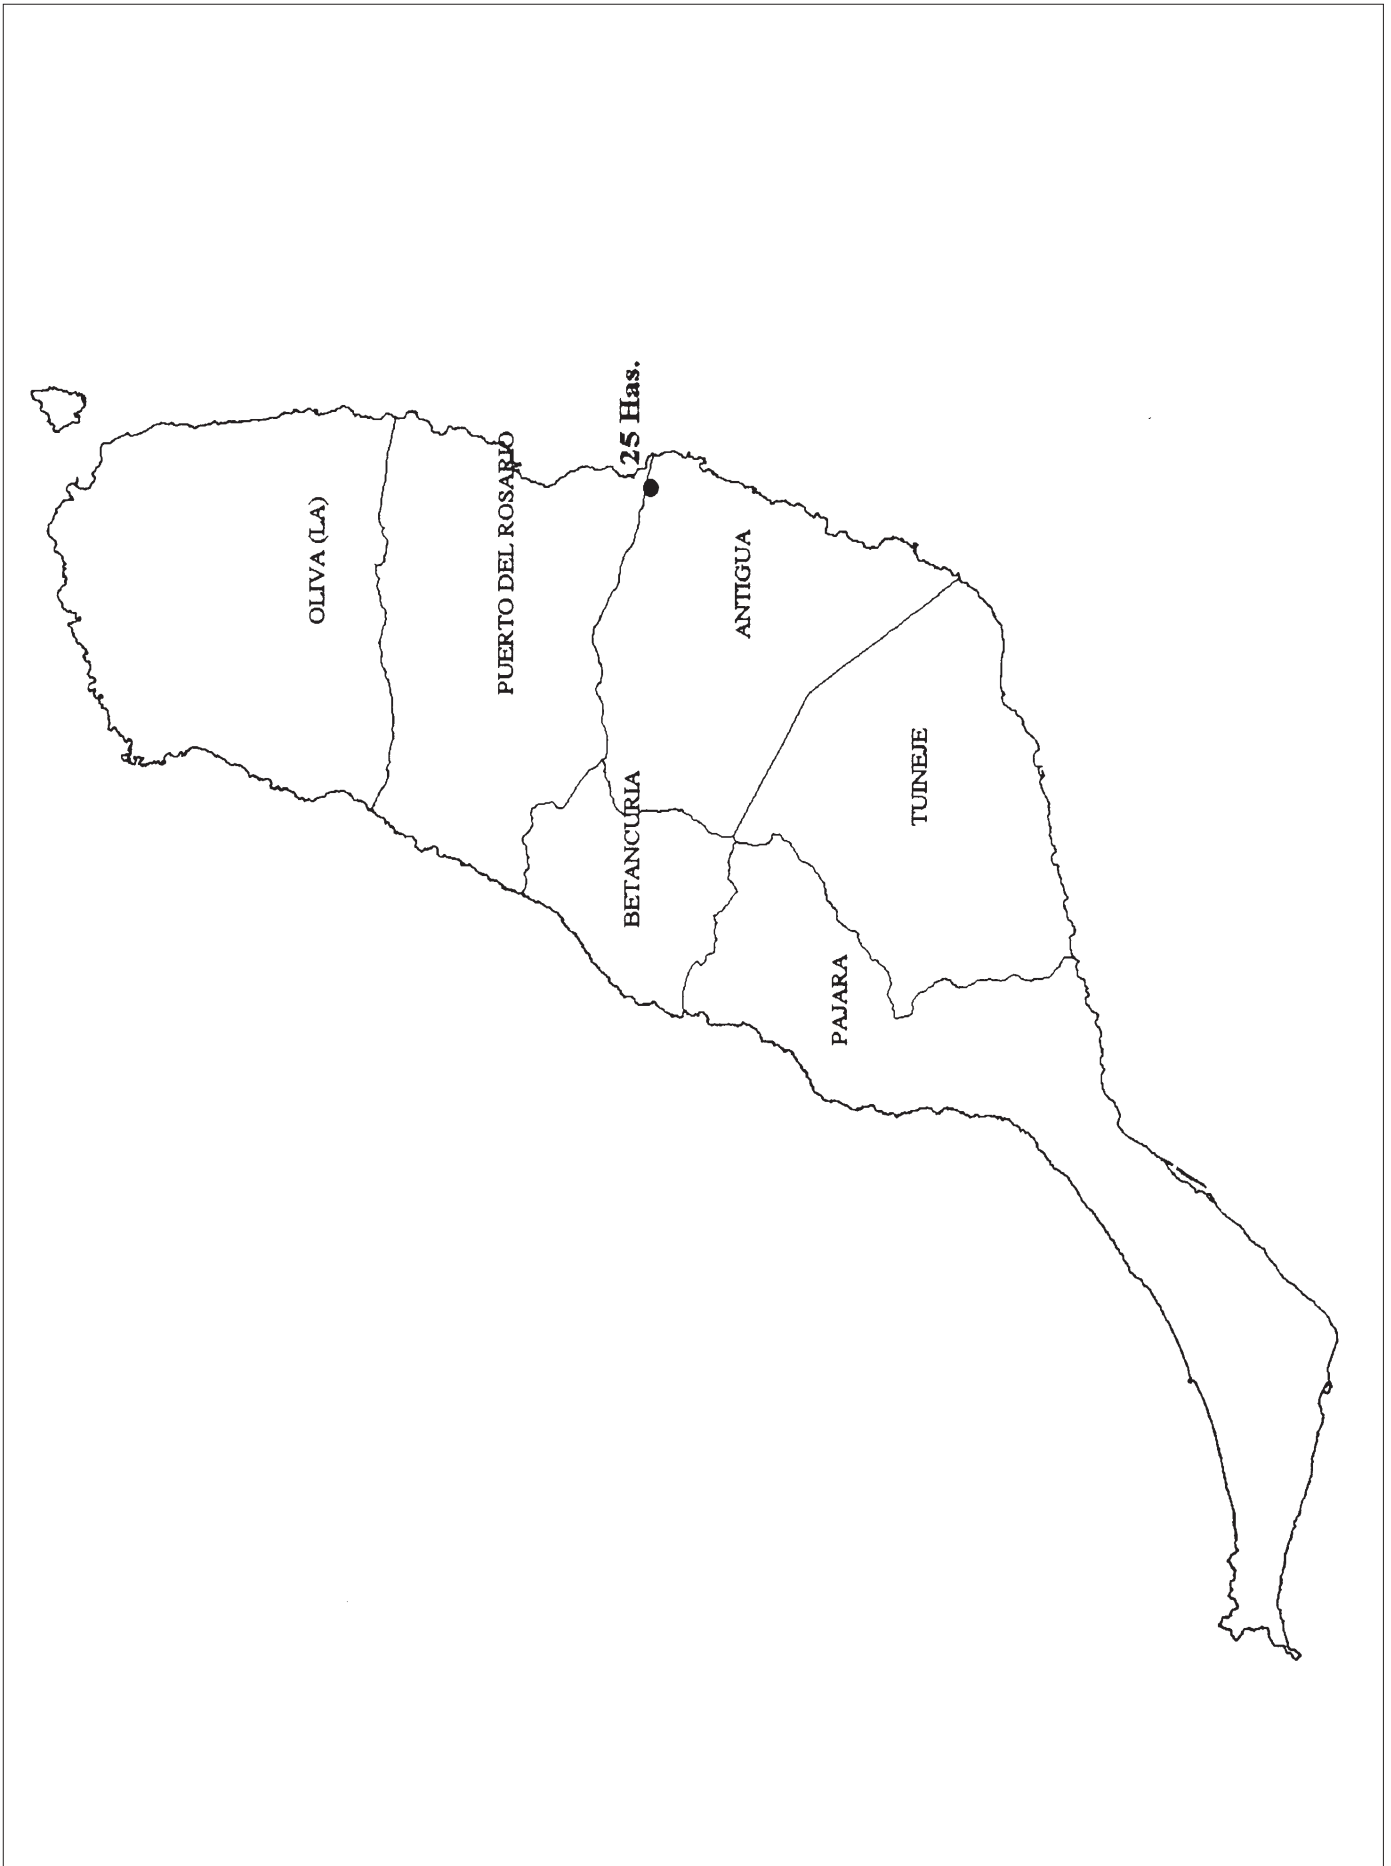 OLIVA (LA)
PUERTO DEL ROSARIO
25 Has.
BETANCURIA
ANTIGUA
PAJARA
TUINEJE